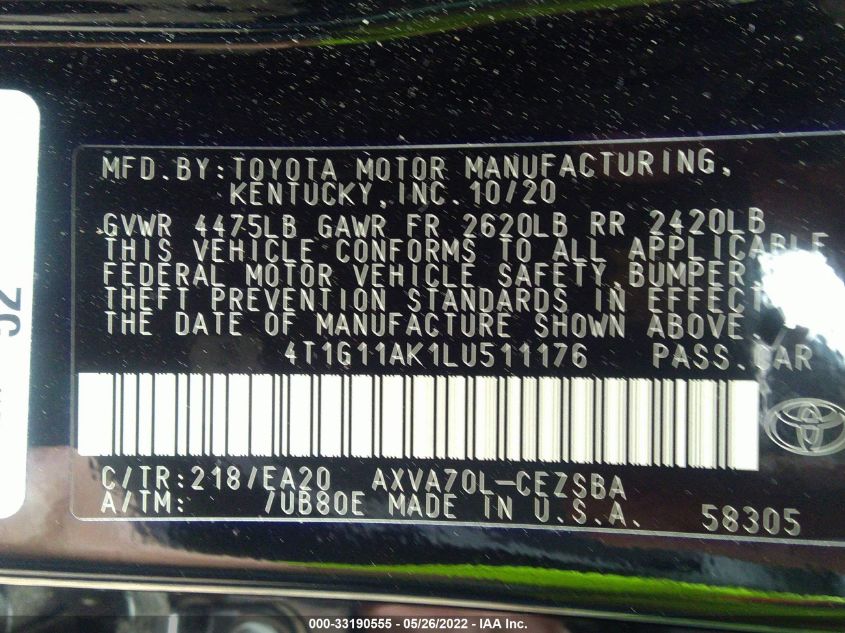 MFD.BY:TOYOTA MOTOR MANUFACTURING,
KENTUCKY,INC.10/20
GVWR 4475LB GAWR FR 2620LB RR 2420LB
THIS VEHICLE CONFORMS TO ALL APPLICABLE
FEDERAL MOTOR VEHICLE SAFETY,BUMPER
THEFT PREVENTION STANDARDS IN EFFECT
THE DATE OF MANUFACTURE SHOWN ABOVE
4T1G11AK1LU511176 PASS.CAR
C/TR:218/EA20 AXVA70L-CEZSBA
A/TM: /UB80E MADE IN U.S.A. 58305
52
000-33190555 - 05/26/2022 - IAA Inc.